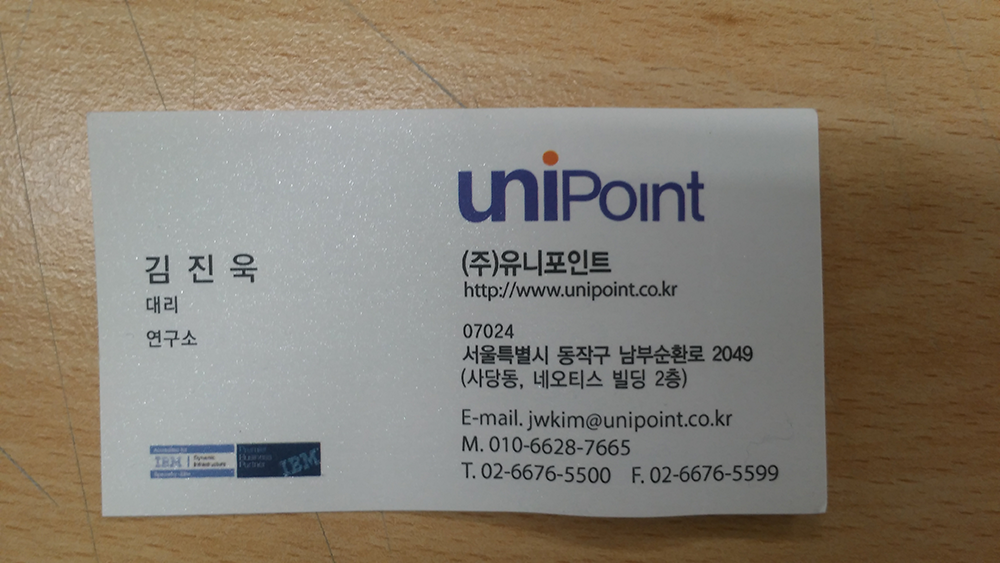 김 진 욱
대리
연구소
uniPoint
(주)유니포인트
http://www.unipoint.co.kr
07024
서울특별시 동작구 남부순환로 2049
(사당동, 네오티스 빌딩 2층)
E-mail. jwkim@unipoint.co.kr
M. 010-6628-7665
T. 02-6676-5500 F. 02-6676-5599
IBM
Dynamic
Infrastructure
Premier
Business
Partner
IBM